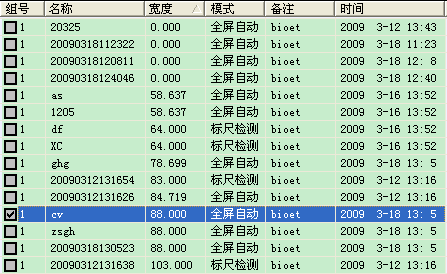 组号 名称 宽度 模式 备注 时间
1 20325 0.000 全屏自动 bioet 2009 3-12 13:43
1 20090318112322 0.000 全屏自动 bioet 2009 3-18 11:23
1 20090318120811 0.000 全屏自动 bioet 2009 3-18 12: 8
1 20090318124046 0.000 全屏自动 bioet 2009 3-18 12:40
1 as 58.637 全屏自动 bioet 2009 3-16 13:52
1 1205 58.637 全屏自动 bioet 2009 3-16 13:52
1 df 64.000 标尺检测 bioet 2009 3-16 13:52
1 XC 64.000 标尺检测 bioet 2009 3-16 13:52
1 ghg 78.699 全屏自动 bioet 2009 3-18 13: 5
1 20090312131654 83.000 标尺检测 bioet 2009 3-12 13:16
1 20090312131626 84.719 全屏自动 bioet 2009 3-12 13:16
1 cv 88.000 全屏自动 bioet 2009 3-18 13: 5
1 zsgh 88.000 全屏自动 bioet 2009 3-18 13: 5
1 20090318130523 88.000 全屏自动 bioet 2009 3-18 13: 5
1 20090312131638 103.000 标尺检测 bioet 2009 3-12 13:16